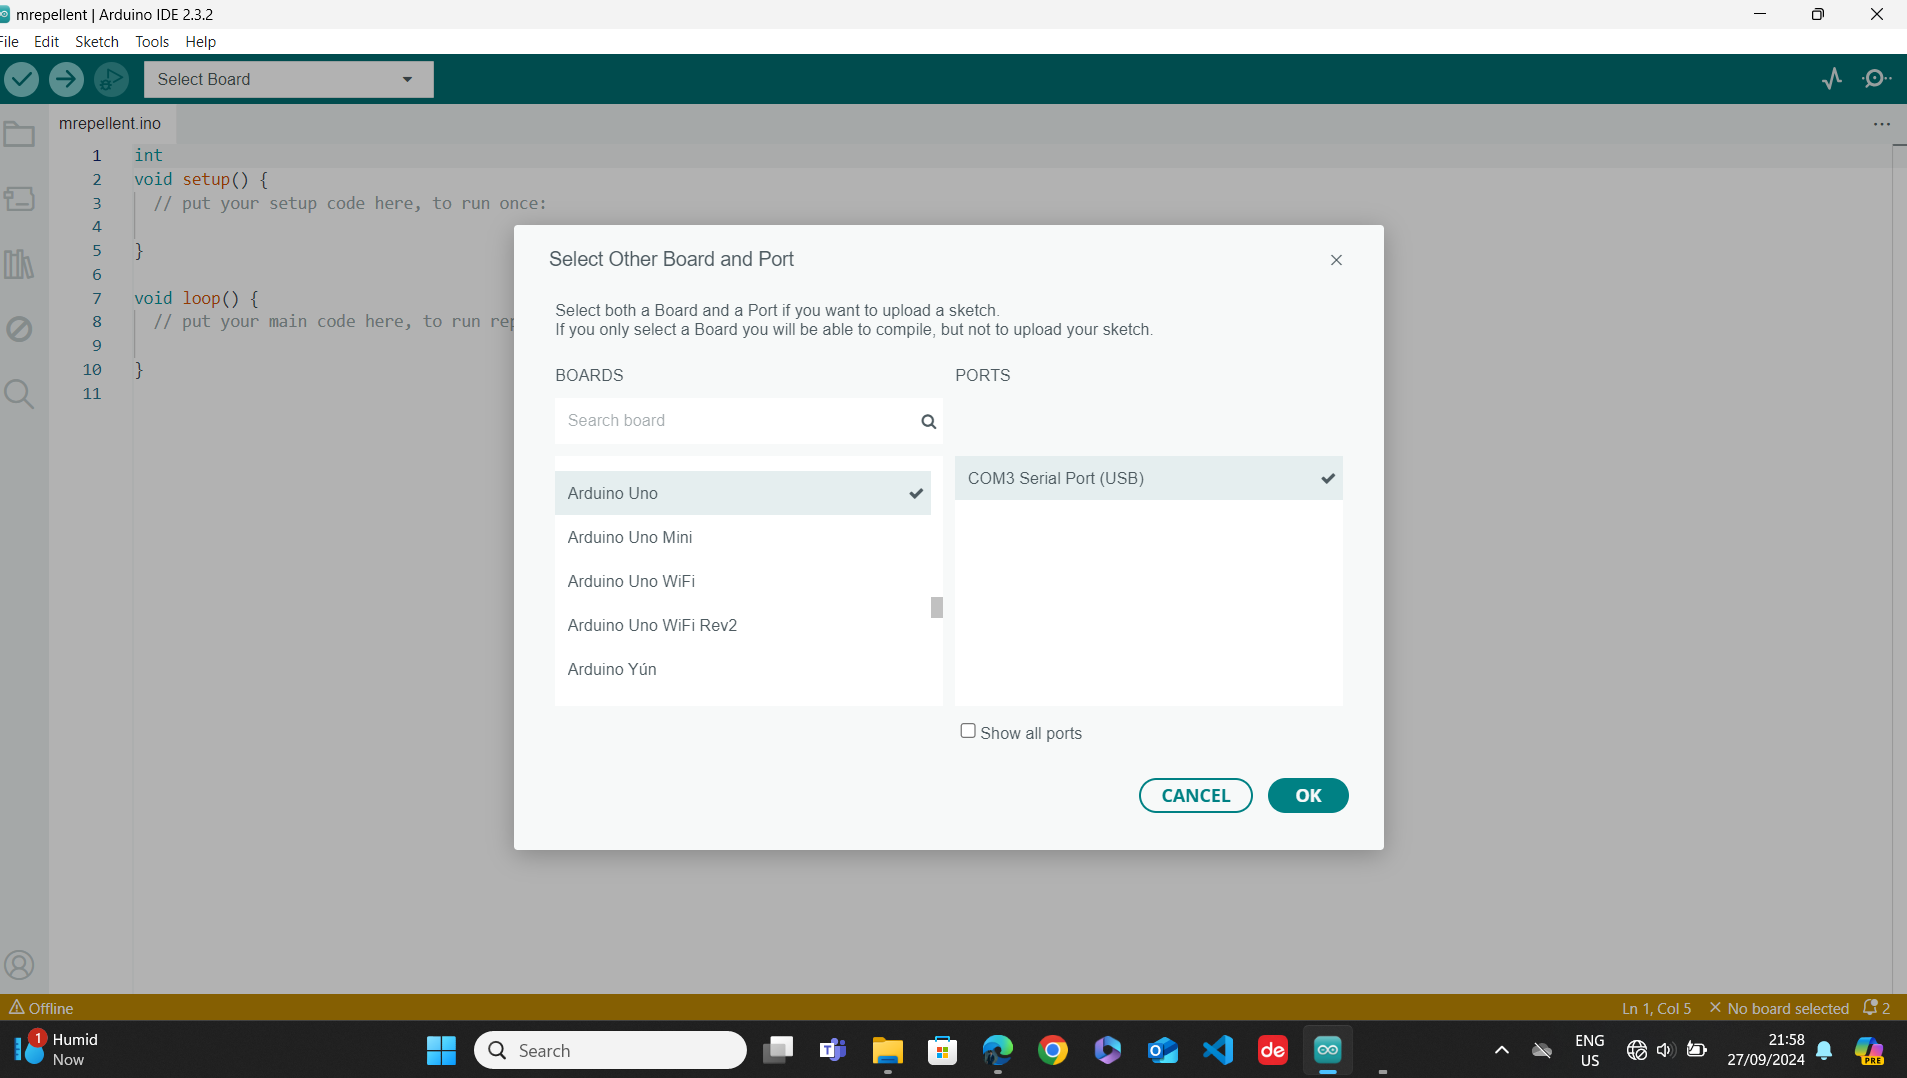 mrepellent | Arduino IDE 2.3.2
File Edit Sketch Tools Help
Select Board
mrepellent.ino
1 int
2 void setup() {
3 // put your setup code here, to run once:
4
5 }
6
7 void loop() {
8 // put your main code here, to run rep
9
10 }
11
Select Other Board and Port
Select both a Board and a Port if you want to upload a sketch.
If you only select a Board you will be able to compile, but not to upload your sketch.
BOARDS
Search board
Arduino Uno
Arduino Uno Mini
Arduino Uno WiFi
Arduino Uno WiFi Rev2
Arduino Yún
PORTS
COM3 Serial Port (USB)
Show all ports
CANCEL OK
Offline
Ln 1, Col 5 × No board selected 2
1 Humid
Now
Search
de
ENG
US
21:58
27/09/2024
PRE